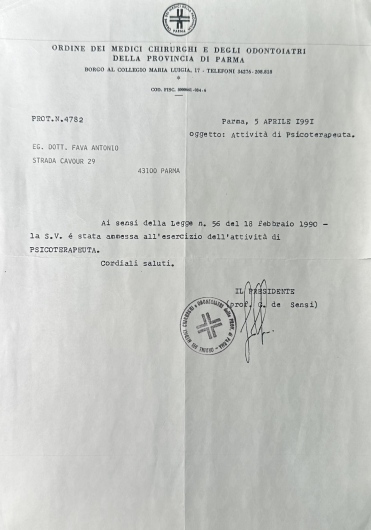 ORDINE DEI MEDICI CHIRURGHI E DEGLI ODONTOIATRI
DELLA PROVINCIA DI PARMA
BORGO AL COLLEGIO MARIA LUIGIA, 17 - TELEFONI 34276-208.818
COD. FISC.
PROT.N.4782
Parma, 5 APRILE 1991
oggetto: Attività di Psicoterapeuta.
EG. DOTT. FAVA ANTONIO
STRADA CAVOUR 29
43100 PARMA
Ai sensi della Legge n. 56 del 18 febbraio 1990 -
la S.V. é stata ammessa all'esercizio dell'attività di
PSICOTERAPEUTA.
Cordiali saluti.
IL PRESIDENTE
(prof. G. de Sensi)